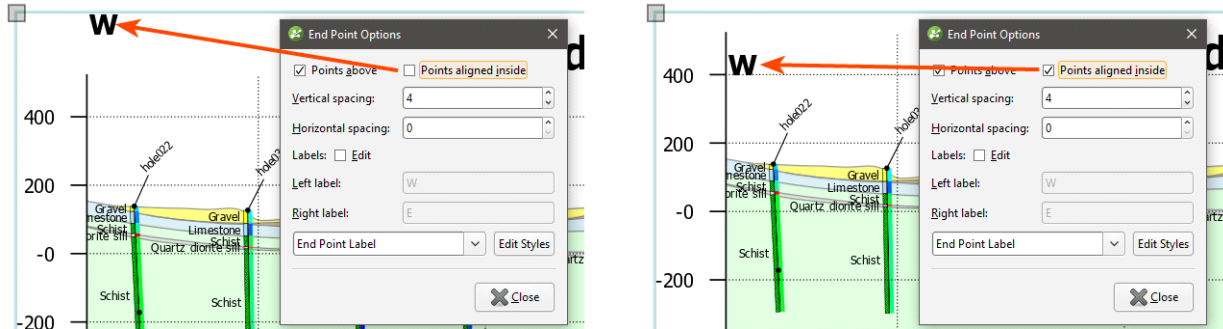 W
End Point Options
d
Points above
Points aligned inside
Vertical spacing:
4
Horizontal spacing:
0
Labels:
Edit
Left label:
W
Right label:
E
End Point Label
Edit Styles
Close
400
200
-0
-200
hole022
hole0
Gravel
Schist
Gravel
Limestone
Schist
Quartz diorite sill
Schist
Schist
W
End Point Options
d
Points above
Points aligned inside
Vertical spacing:
4
Horizontal spacing:
0
Labels:
Edit
Left label:
W
Right label:
E
End Point Label
Edit Styles
Close
400
200
-0
-200
hole022
hole0
Gravel
Schist
Gravel
Limestone
Schist
Quartz diorite sill
Schist
Schist